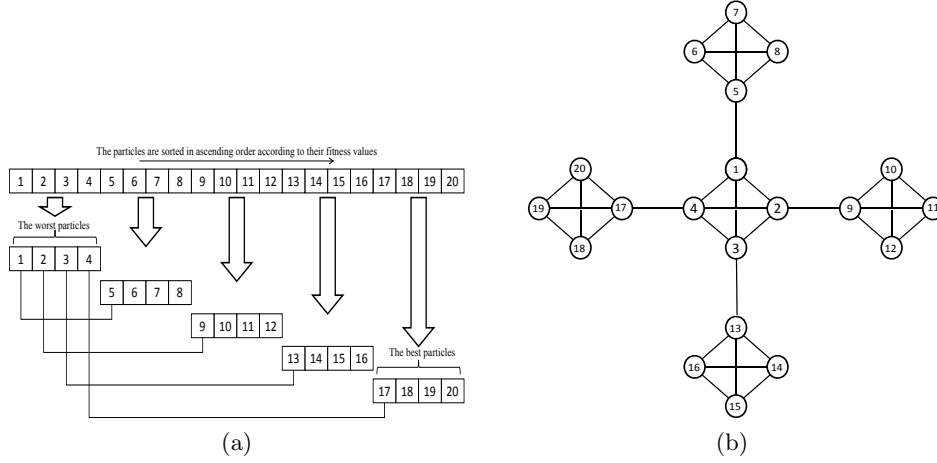 The particles are sorted in ascending order according to their fitness values
1 2 3 4 5 6 7 8 9 10 11 12 13 14 15 16 17 18 19 20
The worst particles
1 2 3 4
5 6 7 8
9 10 11 12
13 14 15 16
The best particles
17 18 19 20
(a)
7
6 8
5
20 1 10
19 17 4 2 9 11
18 3 12
13
16 14
15
(b)